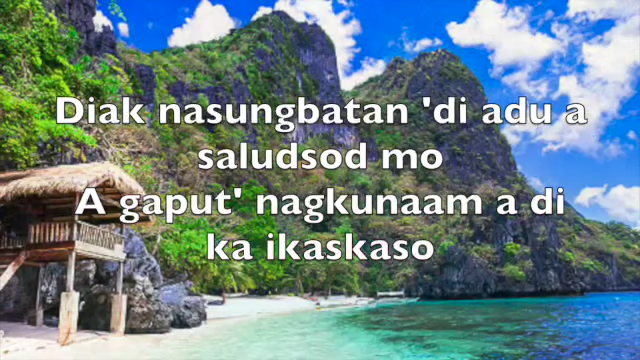 Diak nasungbatan 'di adu a
saludsod mo
A gaput' nagkunaam a di
ka ikaskaso